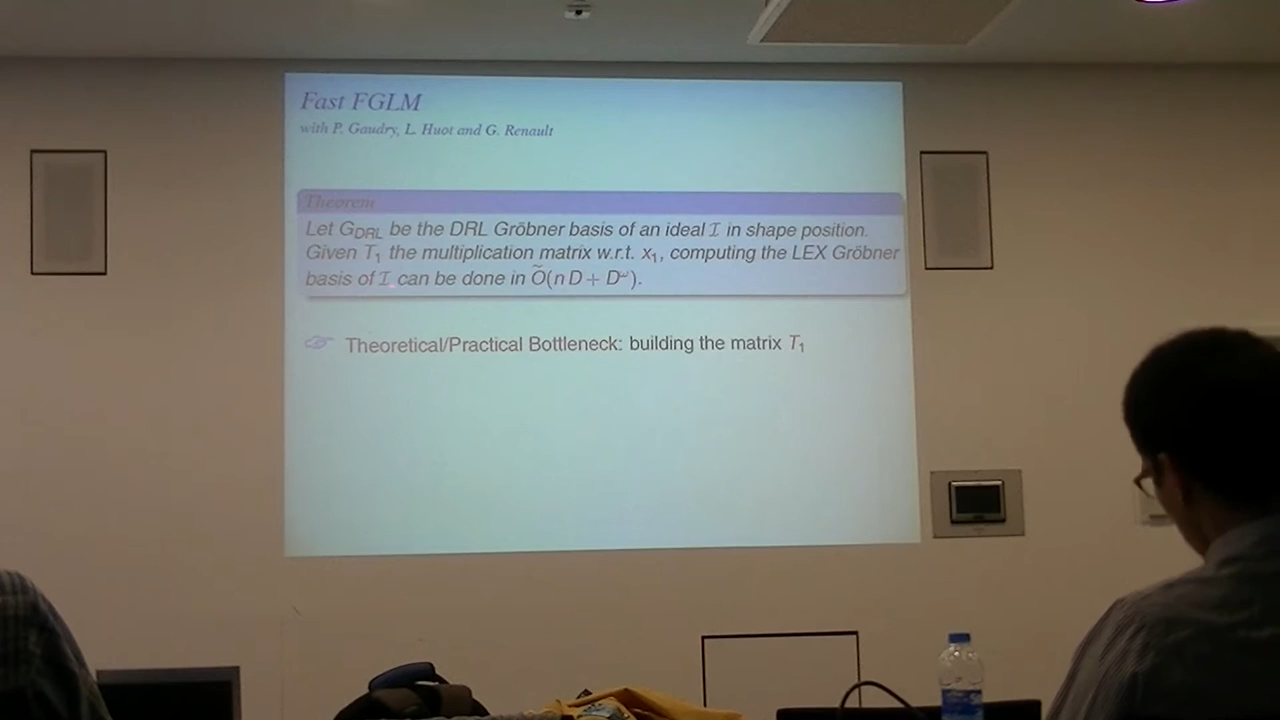 Fast FGLM
with P. Gaudry, L. Huot and G. Renault
Theorem
Let G_DRL be the DRL Gröbner basis of an ideal ℐ in shape position.
Given T₁ the multiplication matrix w.r.t. x₁, computing the LEX Gröbner
basis of ℐ can be done in Õ(n D + D^ω).
☞ Theoretical/Practical Bottleneck: building the matrix T₁